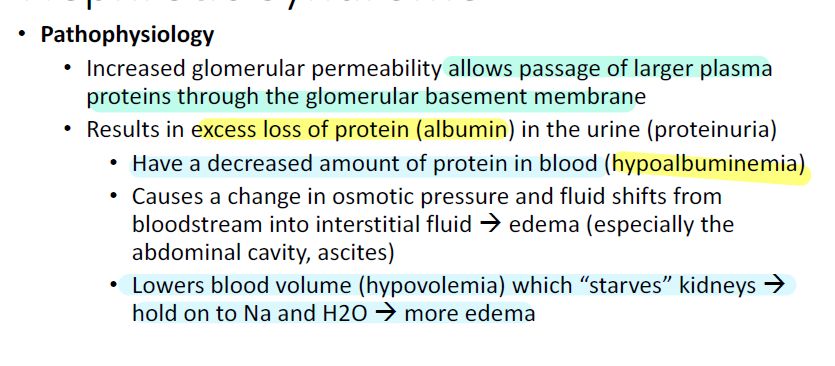 • Pathophysiology
• Increased glomerular permeability allows passage of larger plasma
proteins through the glomerular basement membrane
• Results in excess loss of protein (albumin) in the urine (proteinuria)
• Have a decreased amount of protein in blood (hypoalbuminemia)
• Causes a change in osmotic pressure and fluid shifts from
bloodstream into interstitial fluid → edema (especially the
abdominal cavity, ascites)
• Lowers blood volume (hypovolemia) which “starves” kidneys →
hold on to Na and H2O → more edema